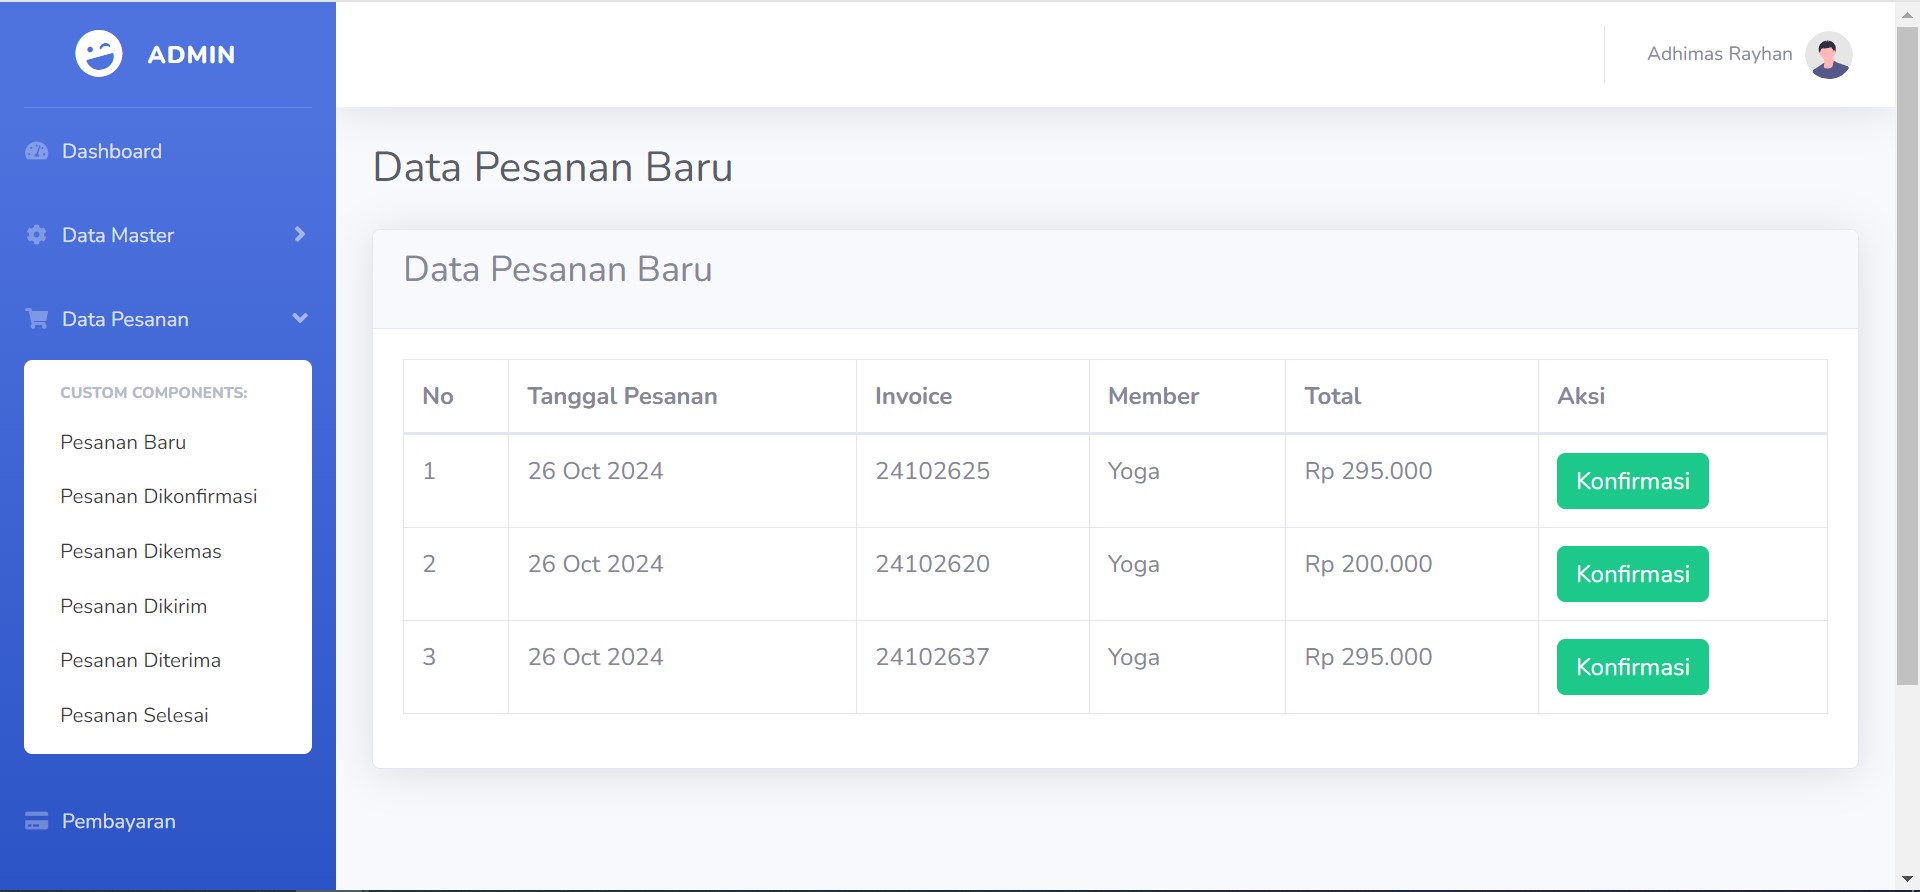 ADMIN
Adhimas Rayhan
Dashboard
Data Master
Data Pesanan
CUSTOM COMPONENTS:
Pesanan Baru
Pesanan Dikonfirmasi
Pesanan Dikemas
Pesanan Dikirim
Pesanan Diterima
Pesanan Selesai
Pembayaran
Data Pesanan Baru
Data Pesanan Baru
No Tanggal Pesanan Invoice Member Total Aksi
1 26 Oct 2024 24102625 Yoga Rp 295.000 Konfirmasi
2 26 Oct 2024 24102620 Yoga Rp 200.000 Konfirmasi
3 26 Oct 2024 24102637 Yoga Rp 295.000 Konfirmasi